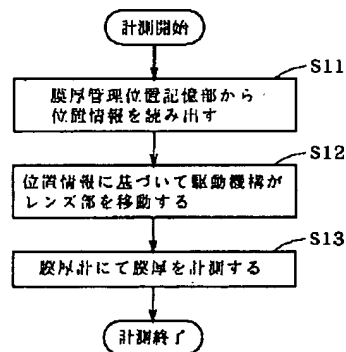 計測開始
S11
膜厚管理位置記憶部から
位置情報を読み出す
S12
位置情報に基づいて駆動機構が
レンズ部を移動する
S13
膜厚計にて膜厚を計測する
計測終了